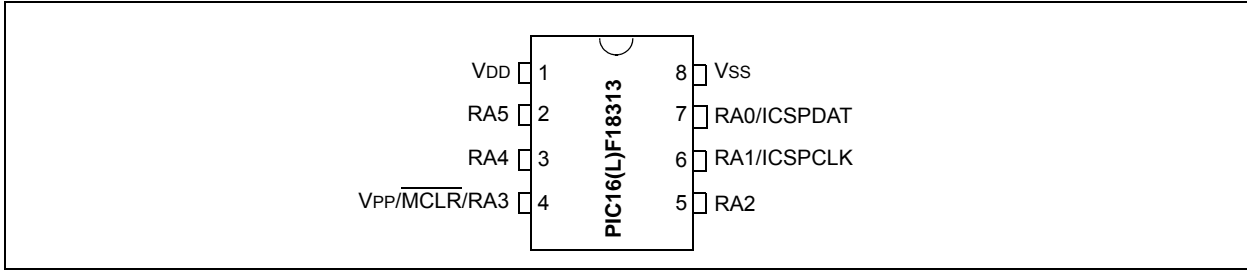 VDD 1 8 VSS
RA5 2 7 RA0/ICSPDAT
RA4 3 6 RA1/ICSPCLK
VPP/MCLR/RA3 4 5 RA2
PIC16(L)F18313